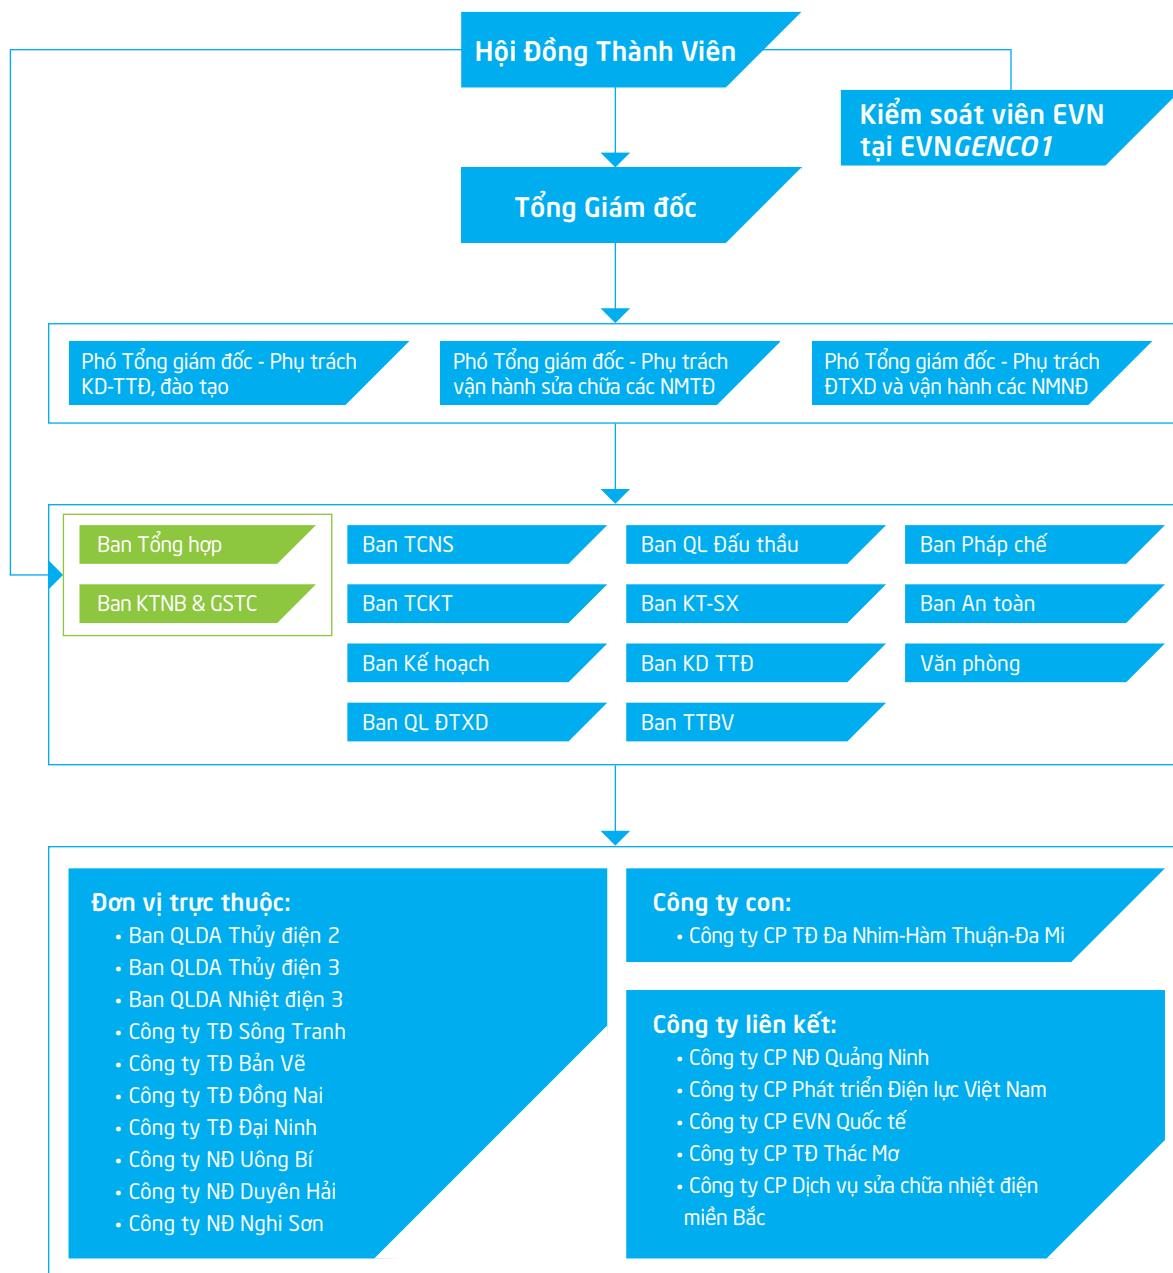 Hội Đồng Thành Viên
Kiểm soát viên EVN
tại EVNGENCO1
Tổng Giám đốc
Phó Tổng giám đốc - Phụ trách
KD-TTĐ, đào tạo
Phó Tổng giám đốc - Phụ trách
vận hành sửa chữa các NMTĐ
Phó Tổng giám đốc - Phụ trách
ĐTXD và vận hành các NMNĐ
Ban Tổng hợp
Ban KTNB & GSTC
Ban TCNS
Ban TCKT
Ban Kế hoạch
Ban QL ĐTXD
Ban QL Đấu thầu
Ban KT-SX
Ban KD TTĐ
Ban TTBV
Ban Pháp chế
Ban An toàn
Văn phòng
Đơn vị trực thuộc:
• Ban QLDA Thủy điện 2
• Ban QLDA Thủy điện 3
• Ban QLDA Nhiệt điện 3
• Công ty TĐ Sông Tranh
• Công ty TĐ Bản Vẽ
• Công ty TĐ Đồng Nai
• Công ty TĐ Đại Ninh
• Công ty NĐ Uông Bí
• Công ty NĐ Duyên Hải
• Công ty NĐ Nghi Sơn
Công ty con:
• Công ty CP TĐ Đa Nhim-Hàm Thuận-Đa Mi
Công ty liên kết:
• Công ty CP NĐ Quảng Ninh
• Công ty CP Phát triển Điện lực Việt Nam
• Công ty CP EVN Quốc tế
• Công ty CP TĐ Thác Mơ
• Công ty CP Dịch vụ sửa chữa nhiệt điện
miền Bắc